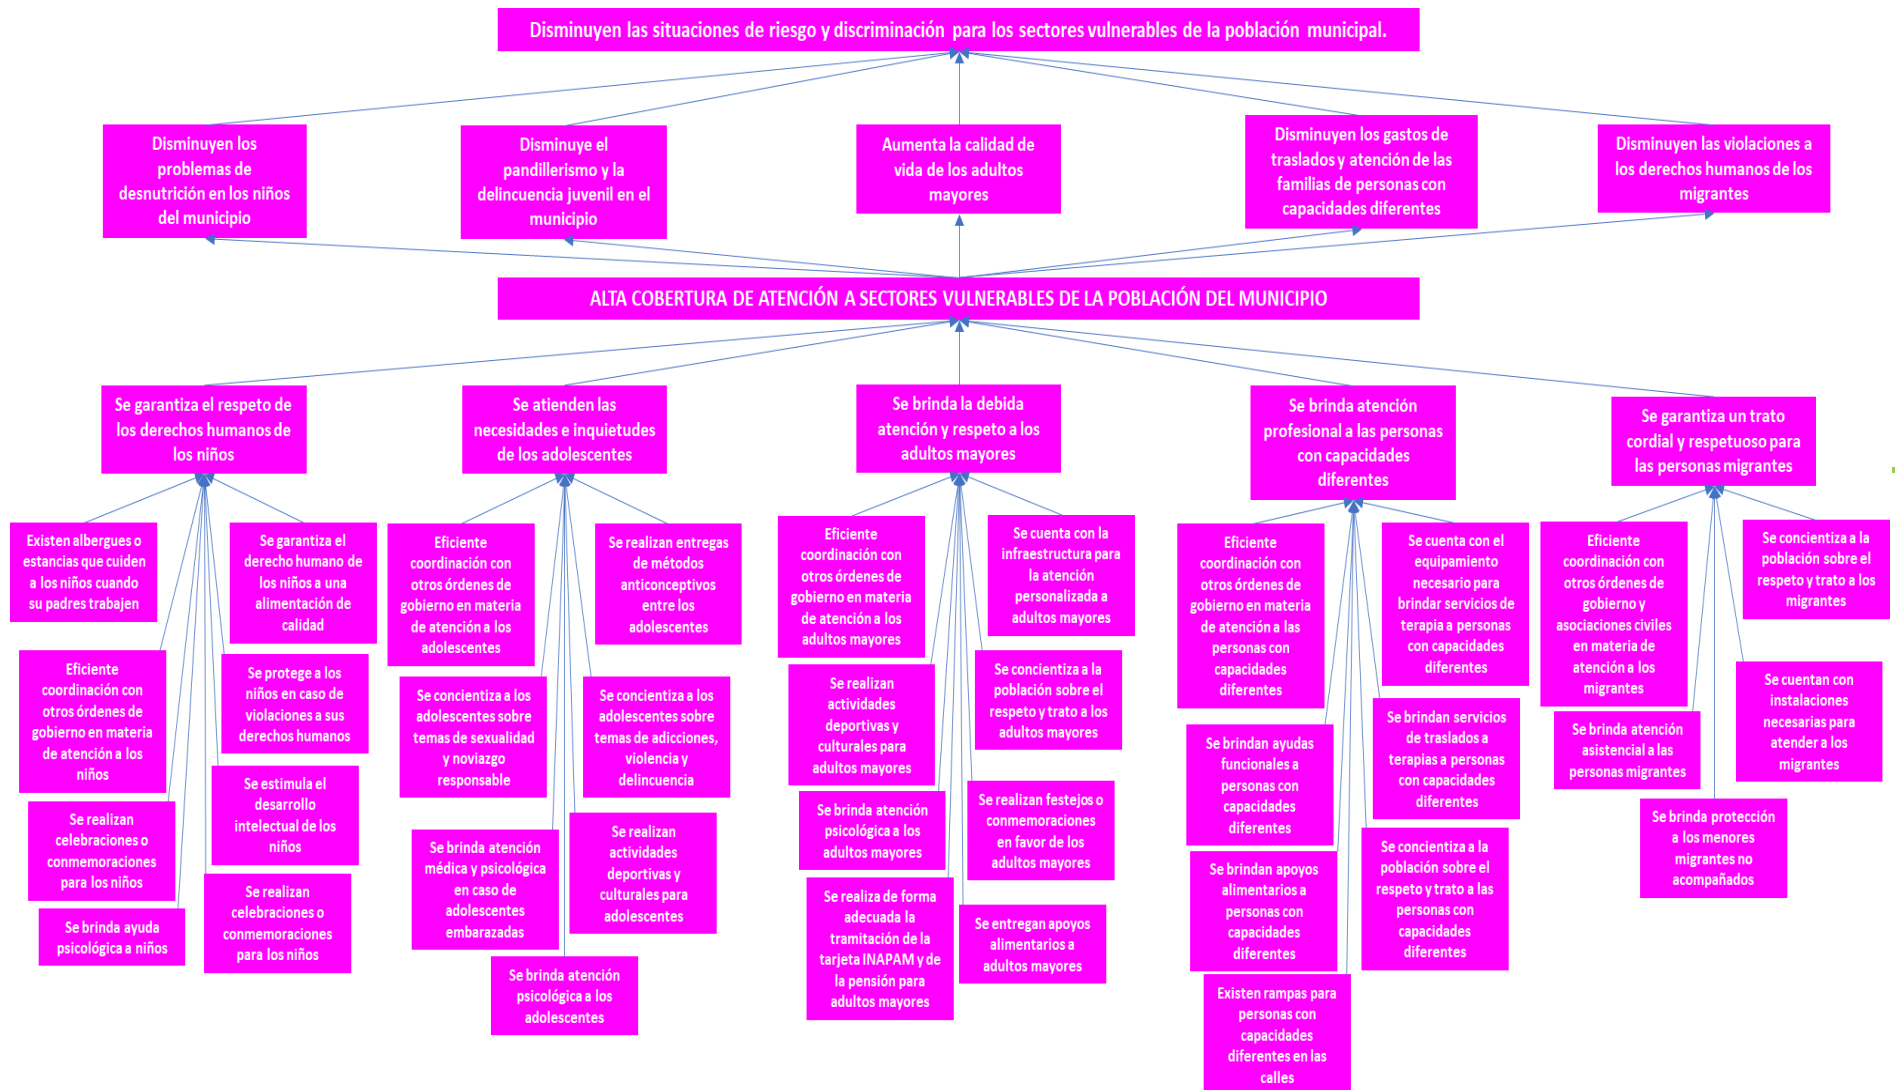 Disminuyen las situaciones de riesgo y discriminación para los sectores vulnerables de la población municipal.
Disminuyen los
problemas de
desnutrición en los niños
del municipio
Disminuye el
pandillerismo y la
delincuencia juvenil en el
municipio
Aumenta la calidad de
vida de los adultos
mayores
Disminuyen los gastos de
traslados y atención de las
familias de personas con
capacidades diferentes
Disminuyen las violaciones a
los derechos humanos de los
migrantes
ALTA COBERTURA DE ATENCIÓN A SECTORES VULNERABLES DE LA POBLACIÓN DEL MUNICIPIO
Se garantiza el respeto de
los derechos humanos de
los niños
Se atienden las
necesidades e inquietudes
de los adolescentes
Se brinda la debida
atención y respeto a los
adultos mayores
Se brinda atención
profesional a las personas
con capacidades
diferentes
Se garantiza un trato
cordial y respetuoso para
las personas migrantes
Existen albergues o
estancias que cuiden
a los niños cuando
su padres trabajen
Se garantiza el
derecho humano de
los niños a una
alimentación de
calidad
Eficiente
coordinación con
otros órdenes de
gobierno en materia
de atención a los
niños
Se protege a los
niños en caso de
violaciones a sus
derechos humanos
Se estimula el
desarrollo
intelectual de los
niños
Se realizan
celebraciones o
conmemoraciones
para los niños
Se realizan
celebraciones o
conmemoraciones
para los niños
Se brinda ayuda
psicológica a niños
Eficiente
coordinación con
otros órdenes de
gobierno en materia
de atención a los
adolescentes
Se realizan entregas
de métodos
anticonceptivos
entre los
adolescentes
Se concientiza a los
adolescentes sobre
temas de sexualidad
y noviazgo
responsable
Se concientiza a los
adolescentes sobre
temas de adicciones,
violencia y
delincuencia
Se brinda atención
médica y psicológica
en caso de
adolescentes
embarazadas
Se realizan
actividades
deportivas y
culturales para
adolescentes
Se brinda atención
psicológica a los
adolescentes
Eficiente
coordinación con
otros órdenes de
gobierno en materia
de atención a los
adultos mayores
Se cuenta con la
infraestructura para
la atención
personalizada a
adultos mayores
Se realizan
actividades
deportivas y
culturales para
adultos mayores
Se concientiza a la
población sobre el
respeto y trato a los
adultos mayores
Se brinda atención
psicológica a los
adultos mayores
Se realizan festejos o
conmemoraciones
en favor de los
adultos mayores
Se realiza de forma
adecuada la
tramitación de la
tarjeta INAPAM y de
la pensión para
adultos mayores
Se entregan apoyos
alimentarios a
adultos mayores
Eficiente
coordinación con
otros órdenes de
gobierno en materia
de atención a las
personas con
capacidades
diferentes
Se cuenta con el
equipamiento
necesario para
brindar servicios de
terapia a personas
con capacidades
diferentes
Se brindan ayudas
funcionales a
personas con
capacidades
diferentes
Se brindan servicios
de traslados a
terapias a personas
con capacidades
diferentes
Se brindan apoyos
alimentarios a
personas con
capacidades
diferentes
Se concientiza a la
población sobre el
respeto y trato a las
personas con
capacidades
diferentes
Existen rampas para
personas con
capacidades
diferentes en las
calles
Eficiente
coordinación con
otros órdenes de
gobierno y
asociaciones civiles
en materia de
atención a los
migrantes
Se concientiza a la
población sobre el
respeto y trato a los
migrantes
Se brinda atención
asistencial a las
personas migrantes
Se cuentan con
instalaciones
necesarias para
atender a los
migrantes
Se brinda protección
a los menores
migrantes no
acompañados